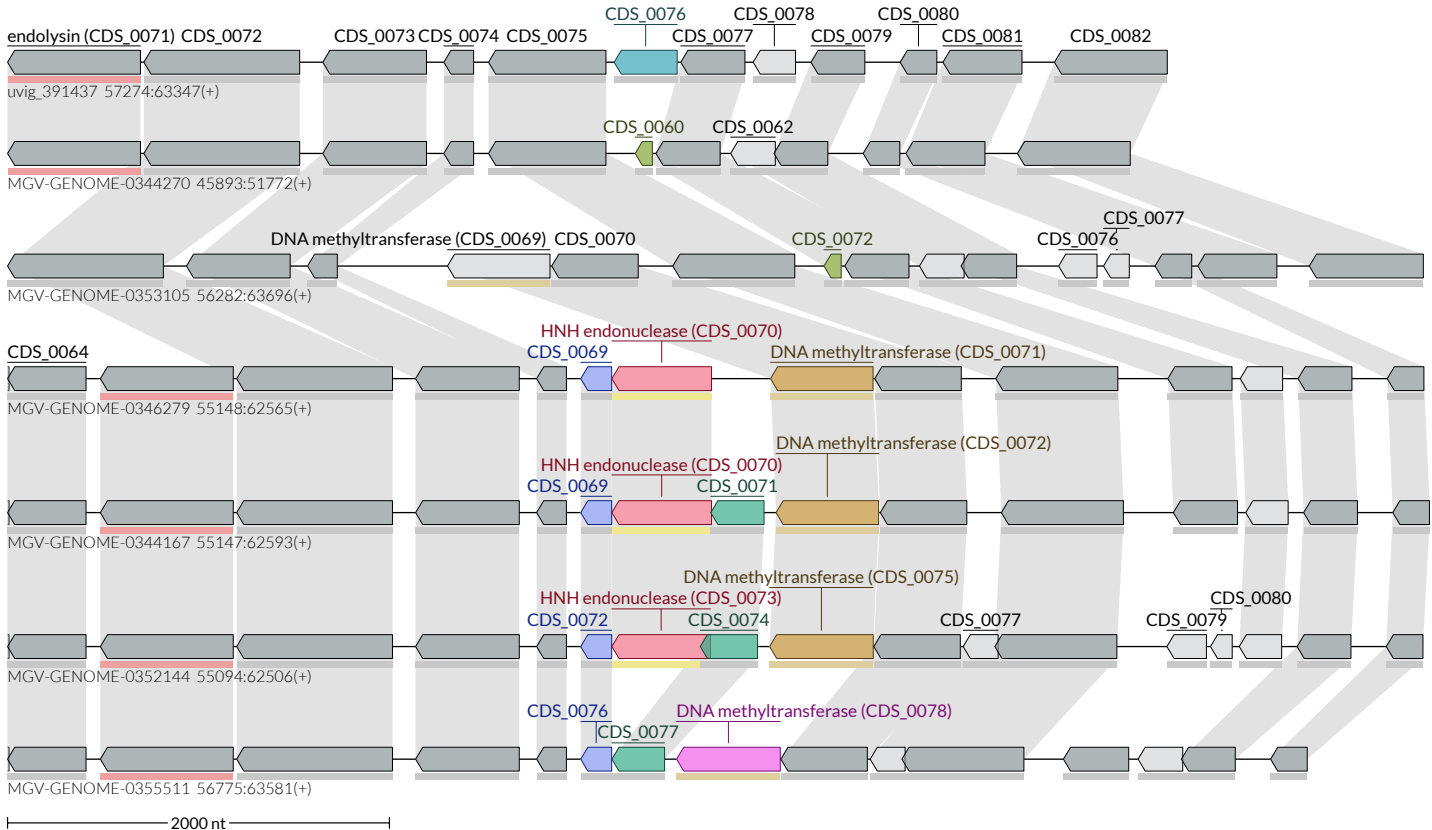 CDS_0076 CDS_0078 CDS_0080
endolysin (CDS_0071) CDS_0072 CDS_0073 CDS_0074 CDS_0075 CDS_0077 CDS_0079 CDS_0081 CDS_0082
uvig_391437 57274:63347(+)
CDS_0060 CDS_0062
MGV-GENOME-0344270 45893:51772(+)
CDS_0077
DNA methyltransferase (CDS_0069) CDS_0070 CDS_0072 CDS_0076
MGV-GENOME-0353105 56282:63696(+)
HNH endonuclease (CDS_0070)
CDS_0064 CDS_0069 DNA methyltransferase (CDS_0071)
MGV-GENOME-0346279 55148:62565(+)
DNA methyltransferase (CDS_0072)
HNH endonuclease (CDS_0070)
CDS_0069 CDS_0071
MGV-GENOME-0344167 55147:62593(+)
DNA methyltransferase (CDS_0075)
HNH endonuclease (CDS_0073) CDS_0080
CDS_0072 CDS_0074 CDS_0077 CDS_0079
MGV-GENOME-0352144 55094:62506(+)
CDS_0076 DNA methyltransferase (CDS_0078)
CDS_0077
MGV-GENOME-0355511 56775:63581(+)
2000 nt